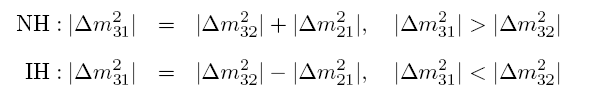 NH : |Δm²₃₁| = |Δm²₃₂| + |Δm²₂₁|, |Δm²₃₁| > |Δm²₃₂|
IH : |Δm²₃₁| = |Δm²₃₂| − |Δm²₂₁|, |Δm²₃₁| < |Δm²₃₂|